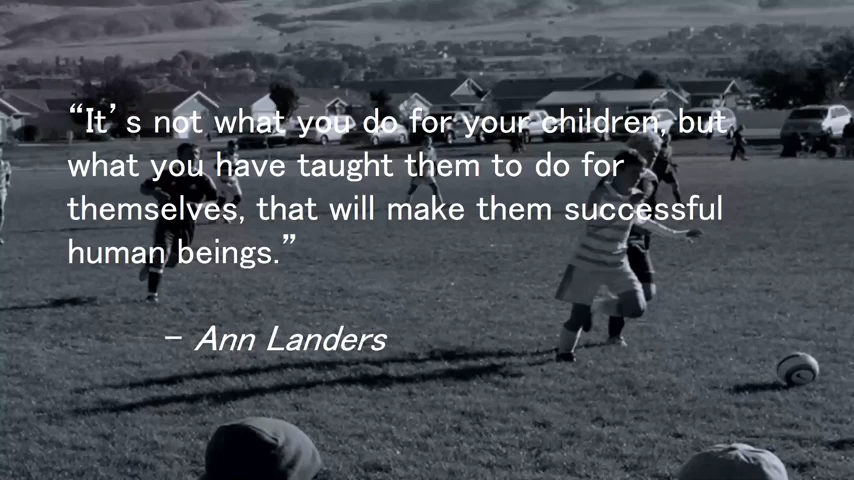 “It’s not what you do for your children, but
what you have taught them to do for
themselves, that will make them successful
human beings.”
– Ann Landers